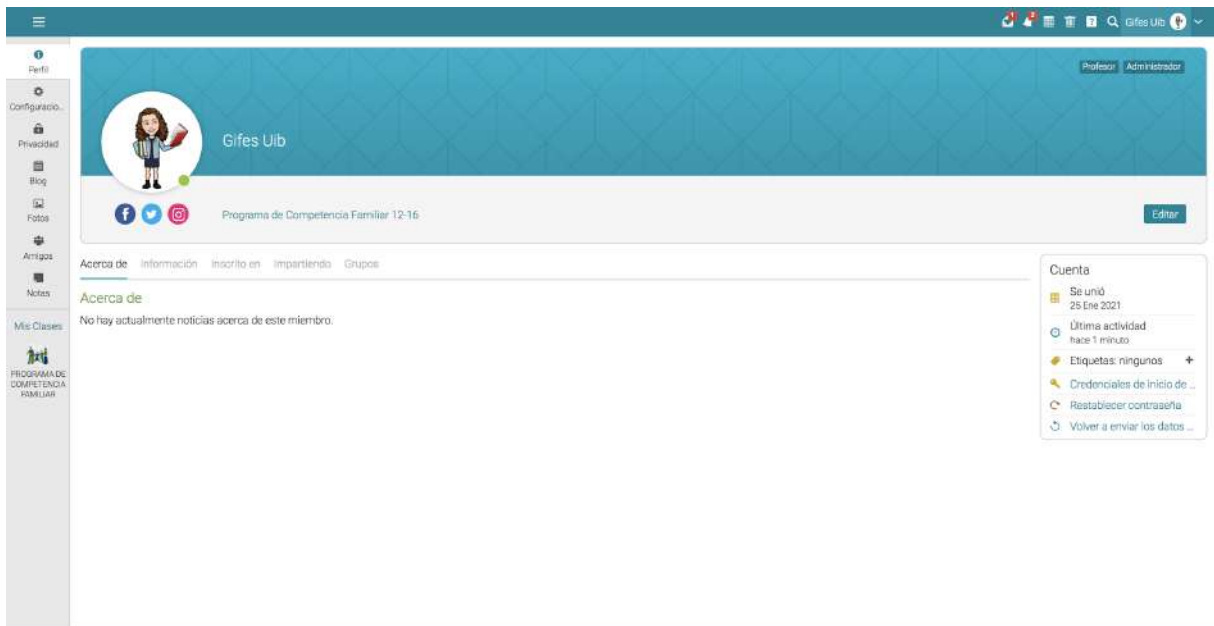 1
2
Gifes Uib
Perfil
Configuracio...
Privacidad
Blog
Fotos
Amigos
Notas
Mis Clases
PROGRAMA DE
COMPETENCIA
FAMILIAR
Profesor Administrador
Gifes Uib
Programa de Competencia Familiar 12-16
Editar
Acerca de Información Inscrito en Impartiendo Grupos
Acerca de
No hay actualmente noticias acerca de este miembro.
Cuenta
Se unió
25 Ene 2021
Última actividad
hace 1 minuto
Etiquetas: ningunos +
Credenciales de inicio de ...
Restablecer contraseña
Volver a enviar los datos ...